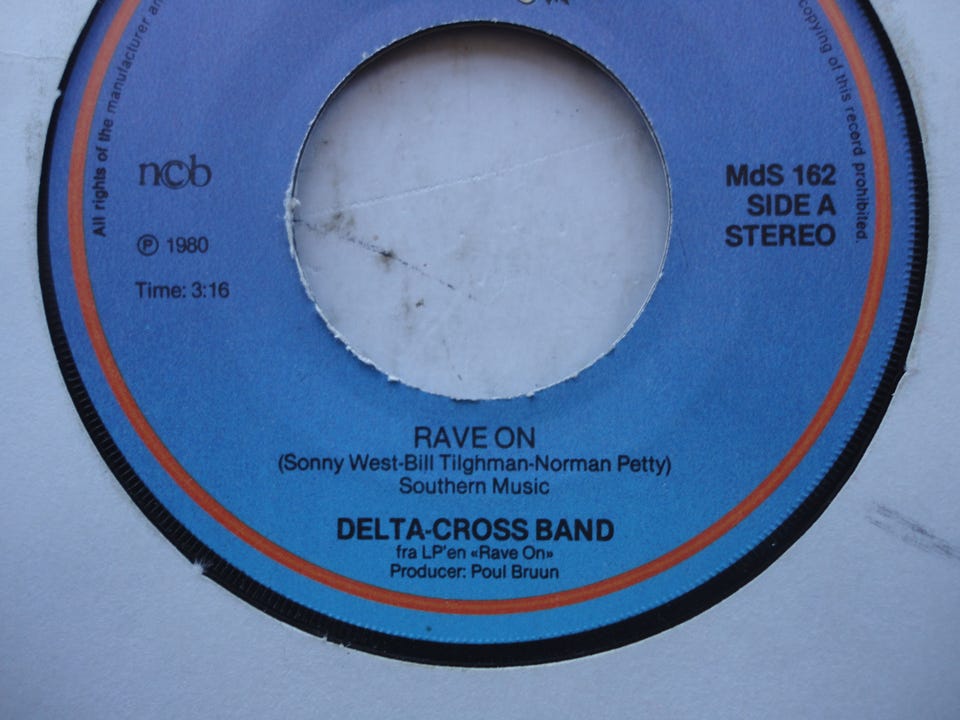 All rights of the manufacturer
copying of this record prohibited.
ncb
MdS 162
SIDE A
STEREO
Ⓟ 1980
Time: 3:16
RAVE ON
(Sonny West-Bill Tilghman-Norman Petty)
Southern Music
DELTA-CROSS BAND
fra LP'en «Rave On»
Producer: Poul Bruun